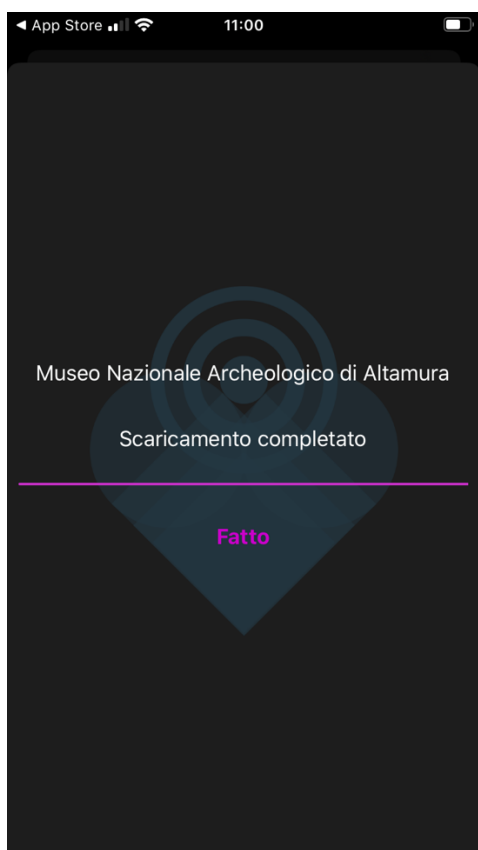 ◀ App Store
11:00
Museo Nazionale Archeologico di Altamura
Scaricamento completato
Fatto